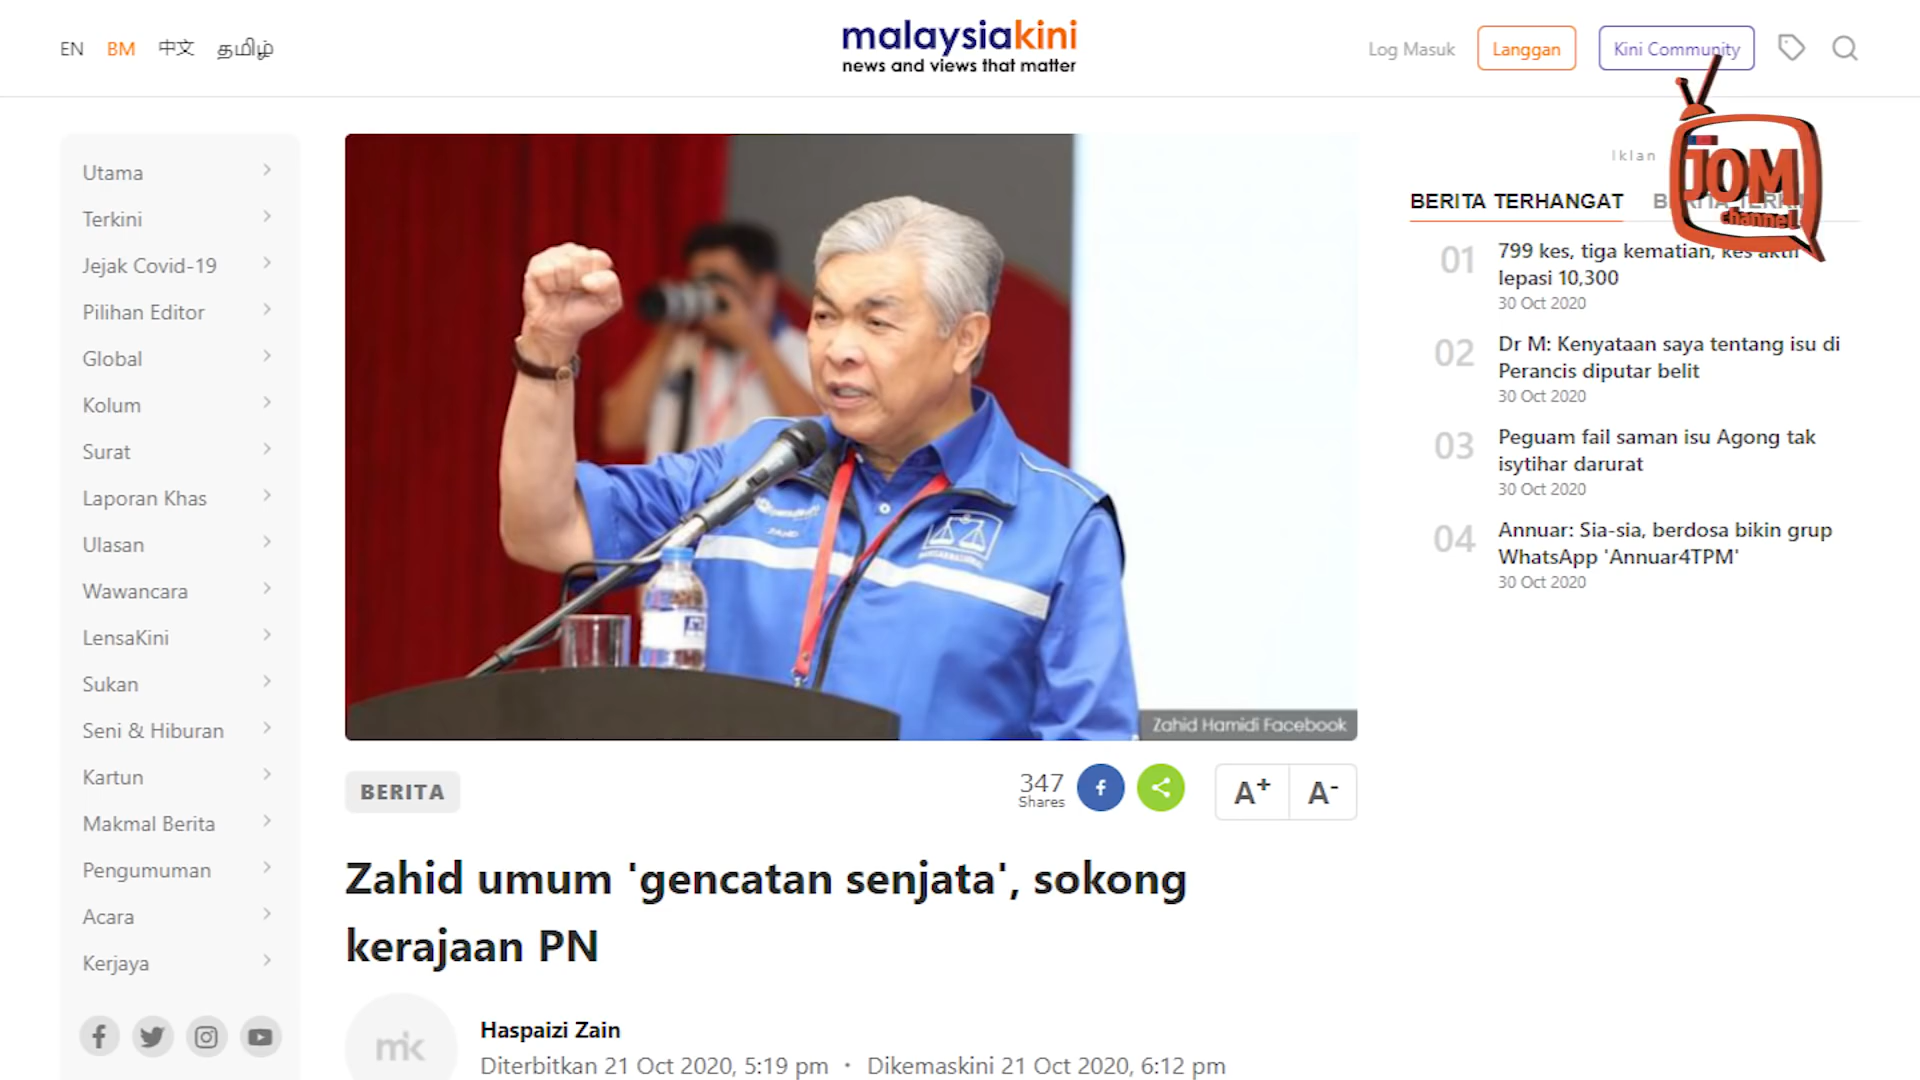 EN BM 中文 தமிழ்
malaysiakini
news and views that matter
Log Masuk Langgan Kini Community
Utama
Terkini
Jejak Covid-19
Pilihan Editor
Global
Kolum
Surat
Laporan Khas
Ulasan
Wawancara
LensaKini
Sukan
Seni & Hiburan
Kartun
Makmal Berita
Pengumuman
Acara
Kerjaya
Zahid Hamidi Facebook
BERITA
347
Shares
A+ A-
Zahid umum 'gencatan senjata', sokong
kerajaan PN
mk
Haspaizi Zain
Diterbitkan 21 Oct 2020, 5:19 pm · Dikemaskini 21 Oct 2020, 6:12 pm
Iklan
JOM
channel
BERITA TERHANGAT
01
799 kes, tiga kematian, kes aktif
lepasi 10,300
30 Oct 2020
02
Dr M: Kenyataan saya tentang isu di
Perancis diputar belit
30 Oct 2020
03
Peguam fail saman isu Agong tak
isytihar darurat
30 Oct 2020
04
Annuar: Sia-sia, berdosa bikin grup
WhatsApp 'Annuar4TPM'
30 Oct 2020